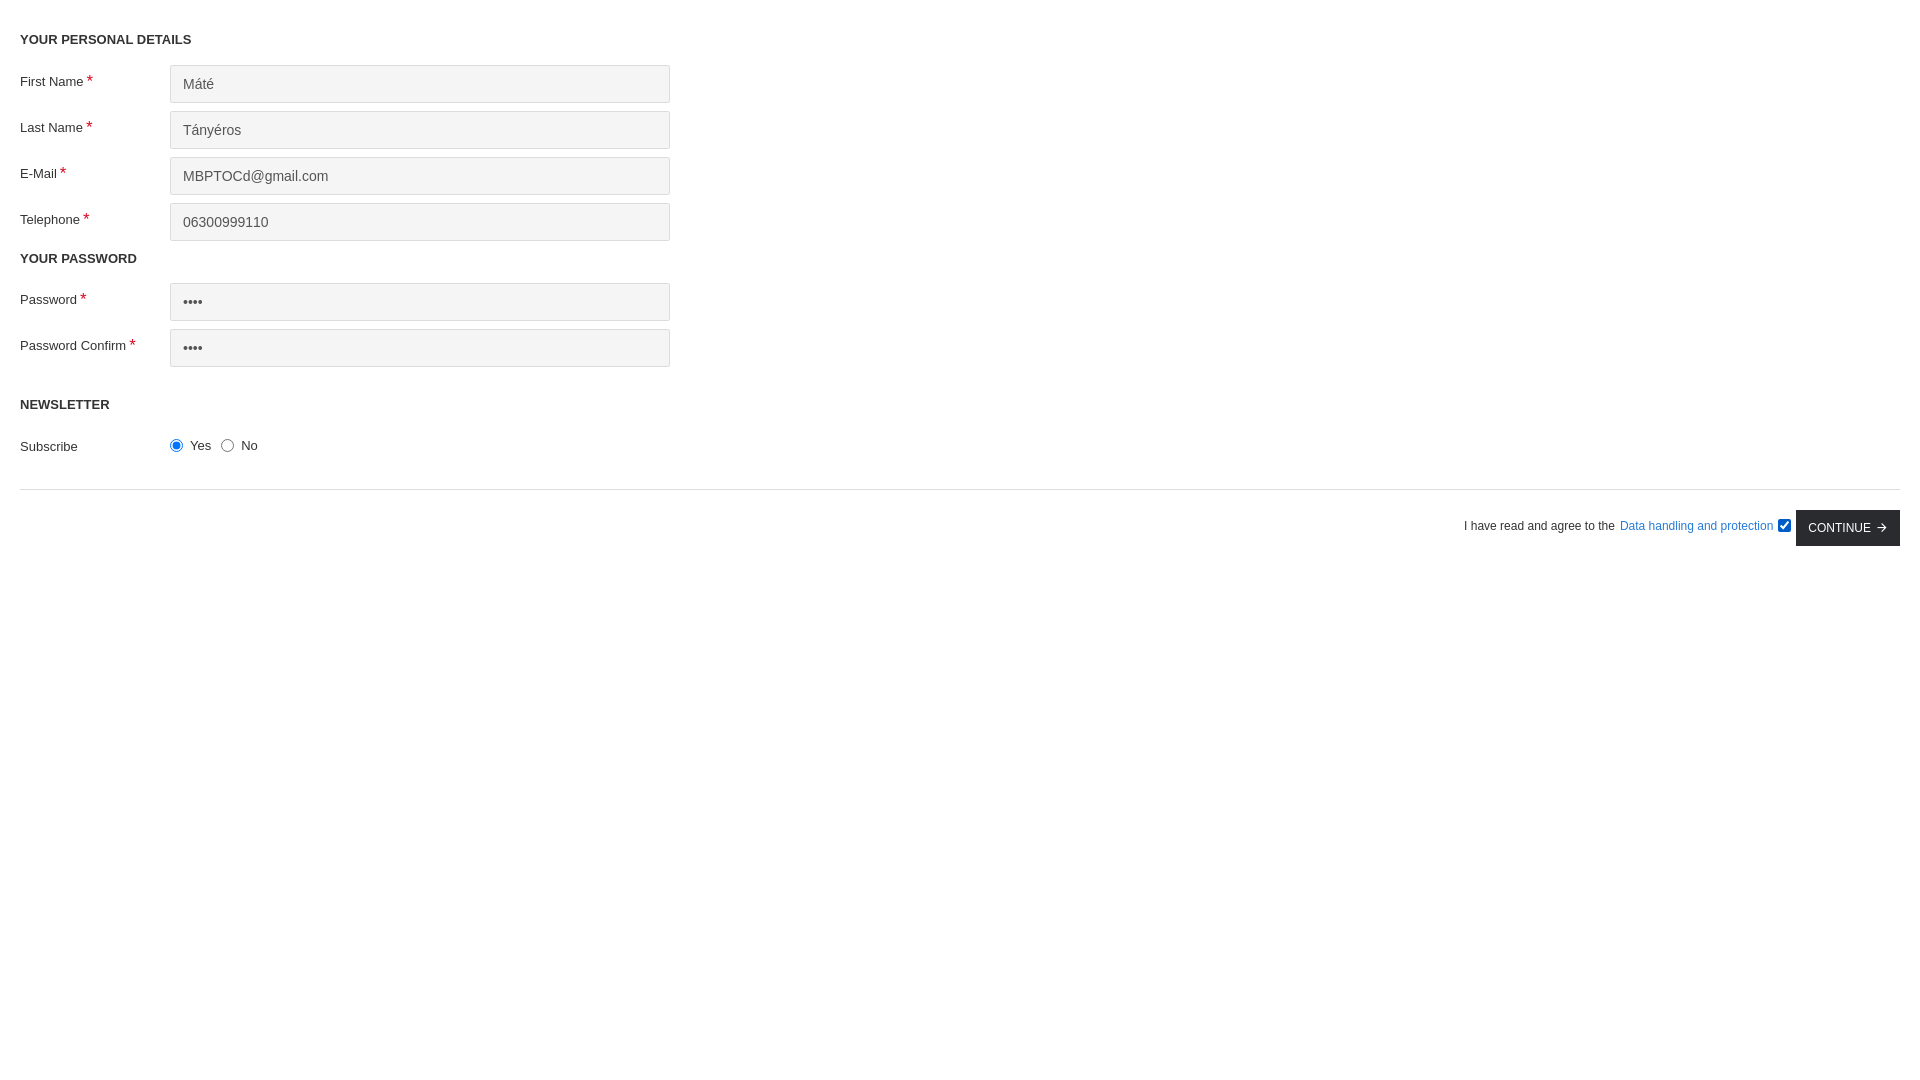 YOUR PERSONAL DETAILS
First Name *
Máté
Last Name *
Tányéros
E-Mail *
MBPTOCd@gmail.com
Telephone *
06300999110
YOUR PASSWORD
Password *
••••
Password Confirm *
••••
NEWSLETTER
Subscribe
Yes No
I have read and agree to the Data handling and protection
CONTINUE →